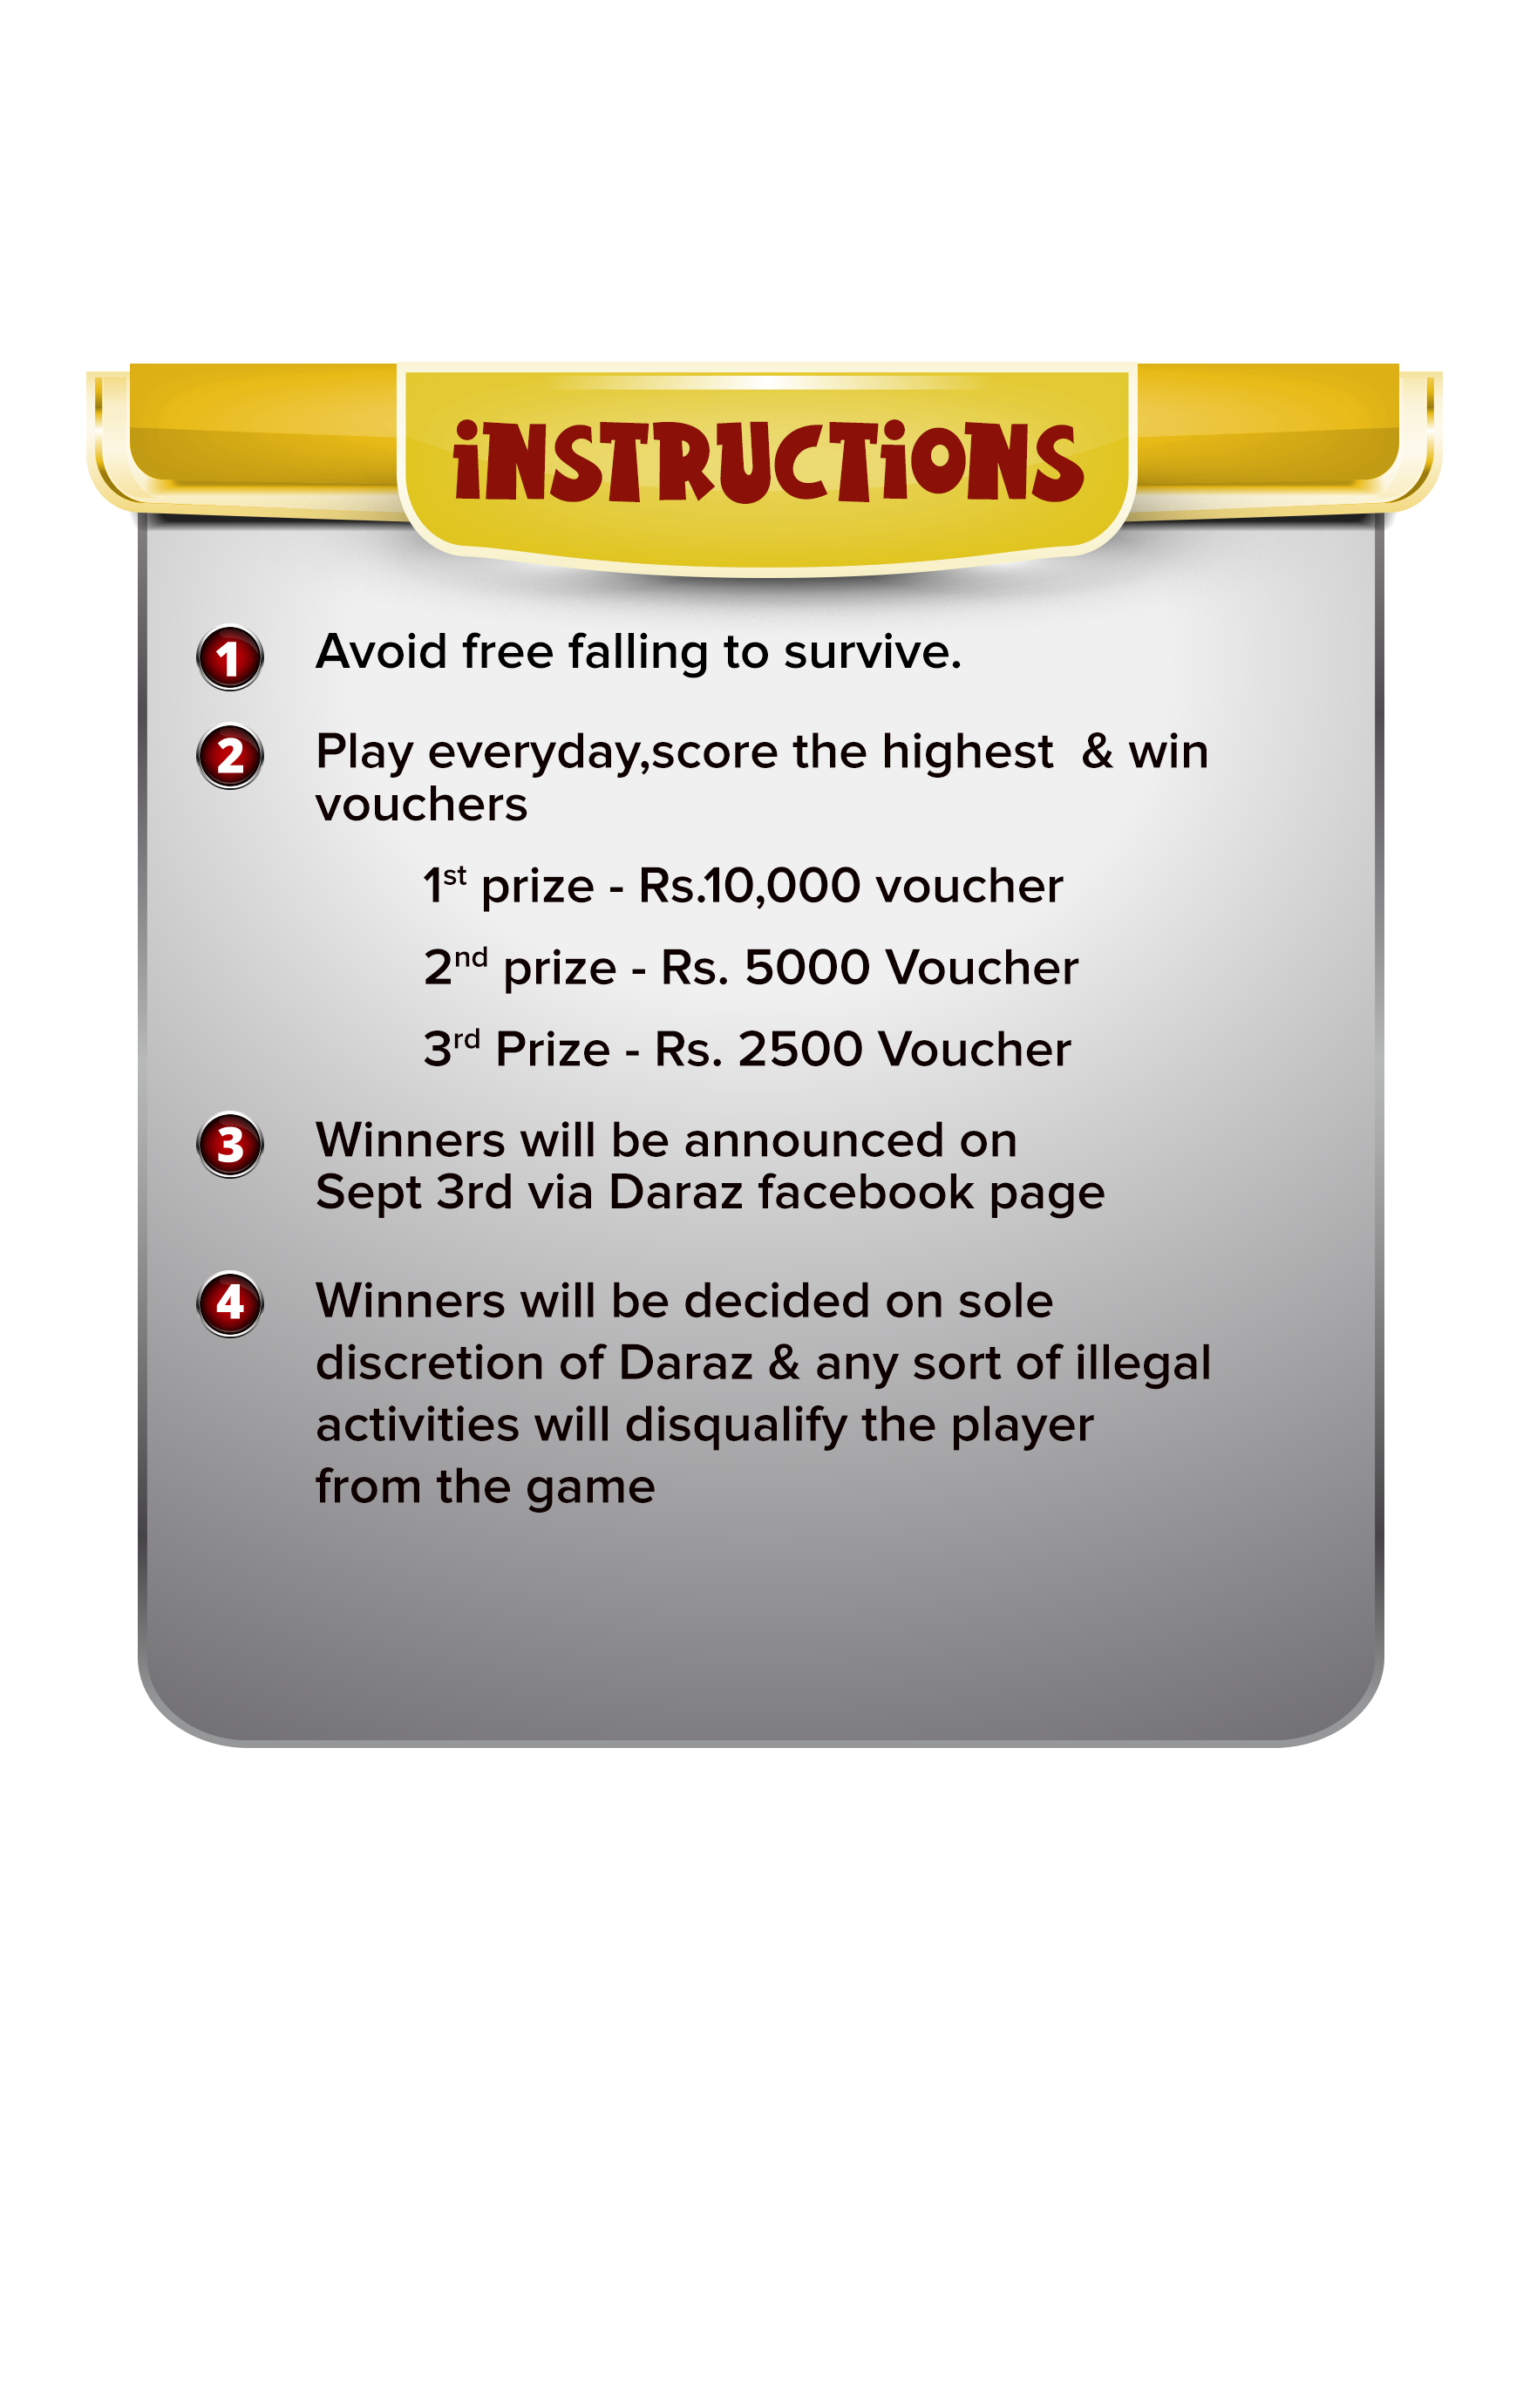 iNSTRUCTiONS
1 Avoid free falling to survive.
2 Play everyday,score the highest  & win
vouchers
1st prize - Rs.10,000 voucher
2nd prize - Rs. 5000 Voucher
3rd Prize - Rs. 2500 Voucher
3 Winners will be announced on
Sept 3rd via Daraz facebook page
4 Winners will be decided on sole
discretion of Daraz & any sort of illegal
activities will disqualify the player
from the game